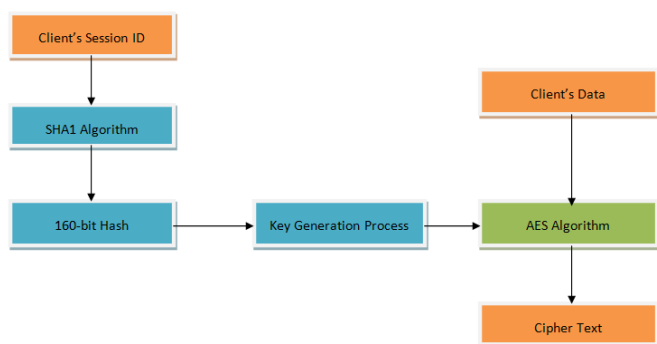 Client's Session ID
SHA1 Algorithm
160-bit Hash
Key Generation Process
Client's Data
AES Algorithm
Cipher Text